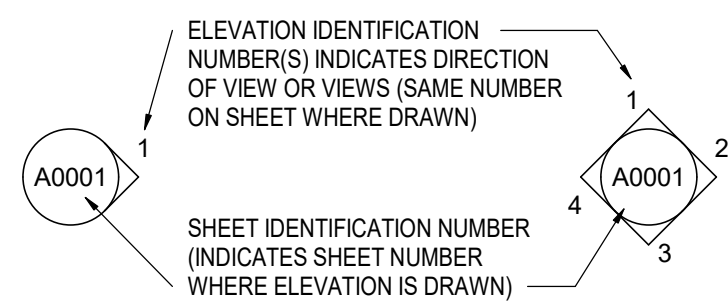 ELEVATION IDENTIFICATION
NUMBER(S) INDICATES DIRECTION
OF VIEW OR VIEWS (SAME NUMBER
ON SHEET WHERE DRAWN)
1
A0001
1
2
A0001
4
3
SHEET IDENTIFICATION NUMBER
(INDICATES SHEET NUMBER
WHERE ELEVATION IS DRAWN)